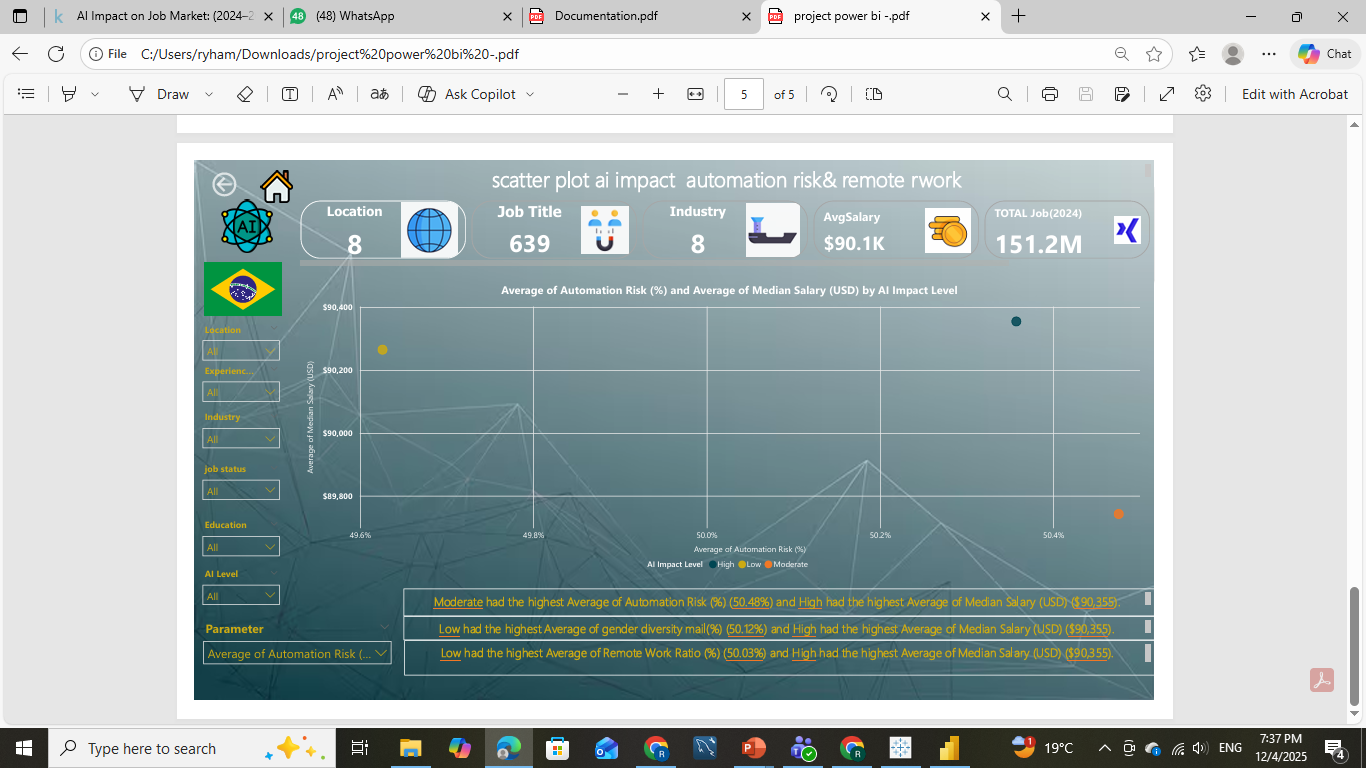 AI Impact on Job Market: (2024–2
(48) WhatsApp
Documentation.pdf
project power bi -.pdf
File
C:/Users/ryham/Downloads/project%20power%20bi%20-.pdf
Chat
Draw
aあ
Ask Copilot
5
of 5
Edit with Acrobat
scatter plot ai impact automation risk& remote rwork
AI
Location
8
Job Title
639
Industry
8
AvgSalary
$90.1K
TOTAL Job(2024)
151.2M
Average of Automation Risk (%) and Average of Median Salary (USD) by AI Impact Level
Location
All
Experienc...
All
Industry
All
Job status
All
Education
All
AI Level
All
Parameter
Average of Automation Risk (...
Average of Median Salary (USD)
$90,400
$90,200
$90,000
$89,800
49.6%
49.8%
50.0%
50.2%
50.4%
Average of Automation Risk (%)
AI Impact Level High Low Moderate
Moderate had the highest Average of Automation Risk (%) (50.48%) and High had the highest Average of Median Salary (USD) ($90,355).
Low had the highest Average of gender diversity mail(%) (50.12%) and High had the highest Average of Median Salary (USD) ($90,355).
Low had the highest Average of Remote Work Ratio (%) (50.03%) and High had the highest Average of Median Salary (USD) ($90,355).
Type here to search
1
19°C
ENG
7:37 PM
12/4/2025
4